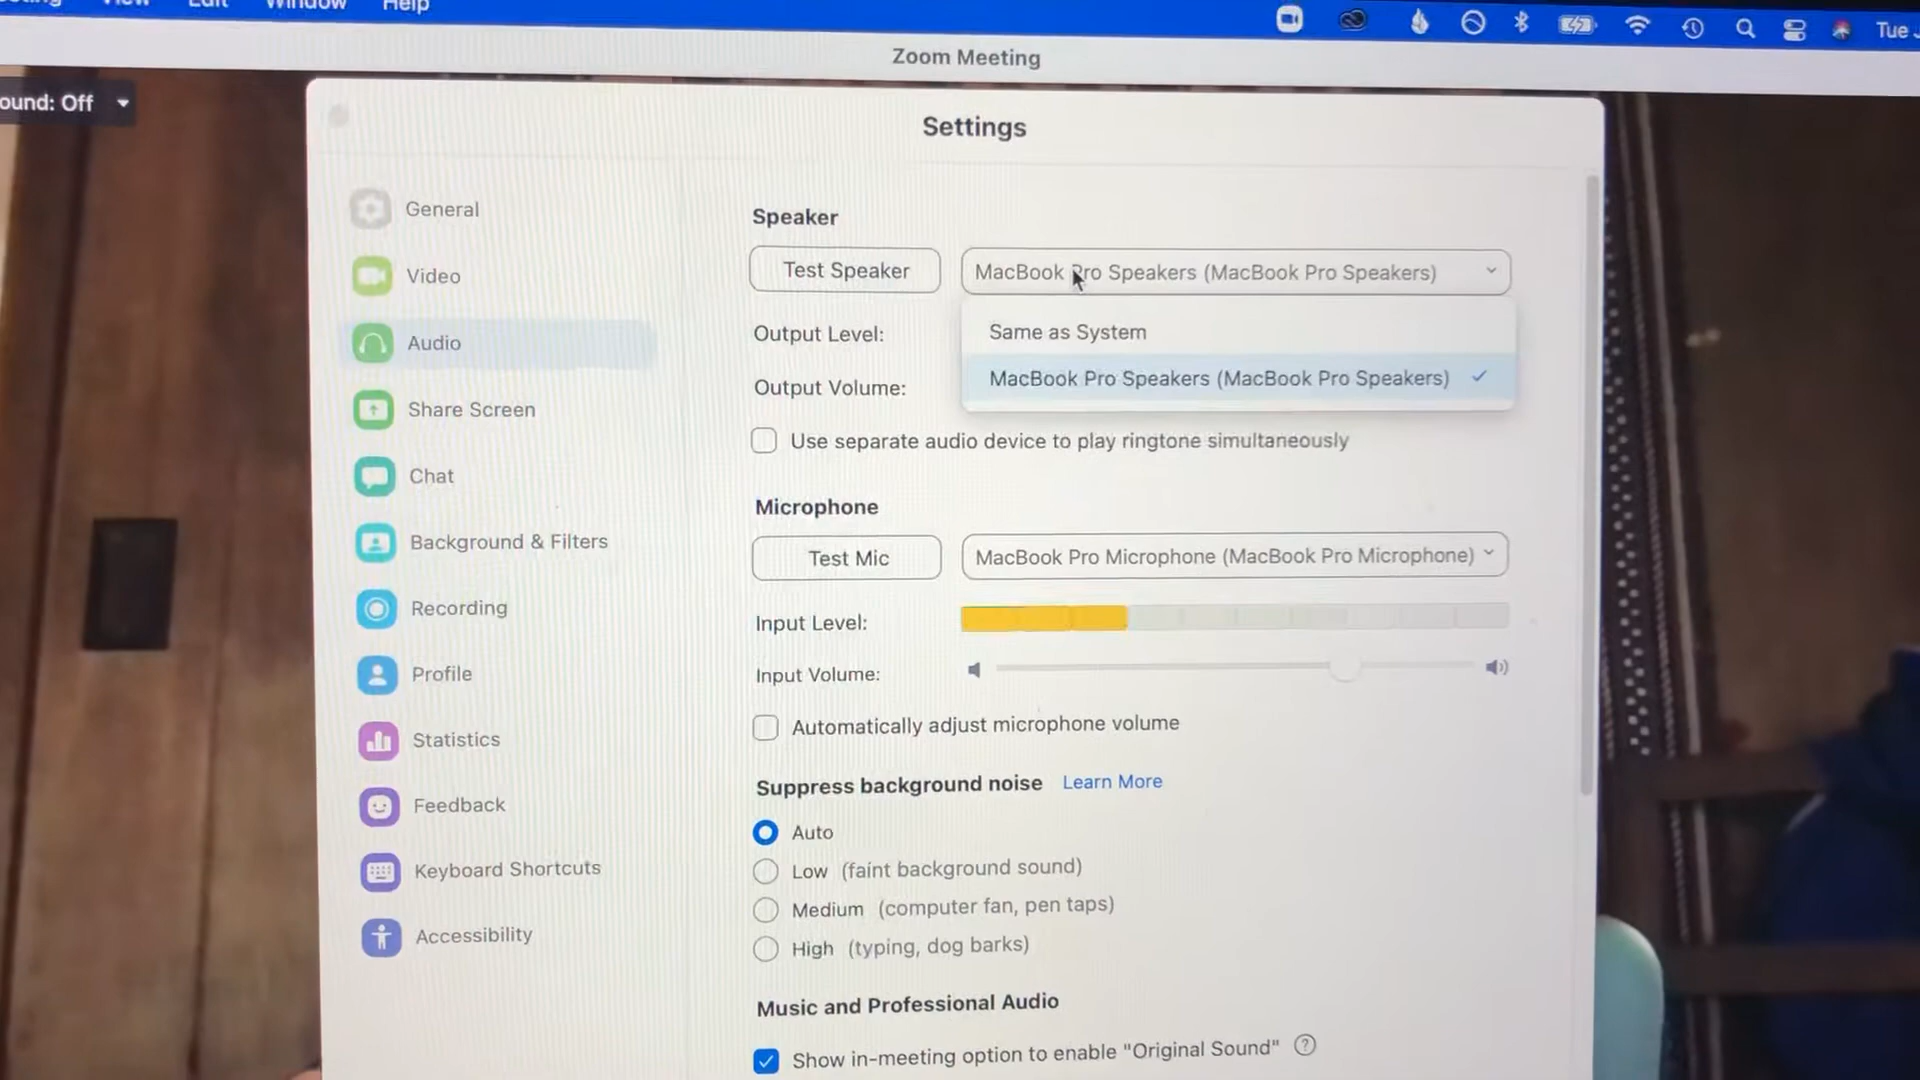 View Edit Window Help
Tue
Zoom Meeting
ound: Off
Settings
General
Video
Audio
Share Screen
Chat
Background & Filters
Recording
Profile
Statistics
Feedback
Keyboard Shortcuts
Accessibility
Speaker
Test Speaker
MacBook Pro Speakers (MacBook Pro Speakers)
Same as System
MacBook Pro Speakers (MacBook Pro Speakers)
Output Level:
Output Volume:
Use separate audio device to play ringtone simultaneously
Microphone
Test Mic
MacBook Pro Microphone (MacBook Pro Microphone)
Input Level:
Input Volume:
Automatically adjust microphone volume
Suppress background noise Learn More
Auto
Low (faint background sound)
Medium (computer fan, pen taps)
High (typing, dog barks)
Music and Professional Audio
Show in-meeting option to enable "Original Sound" ?